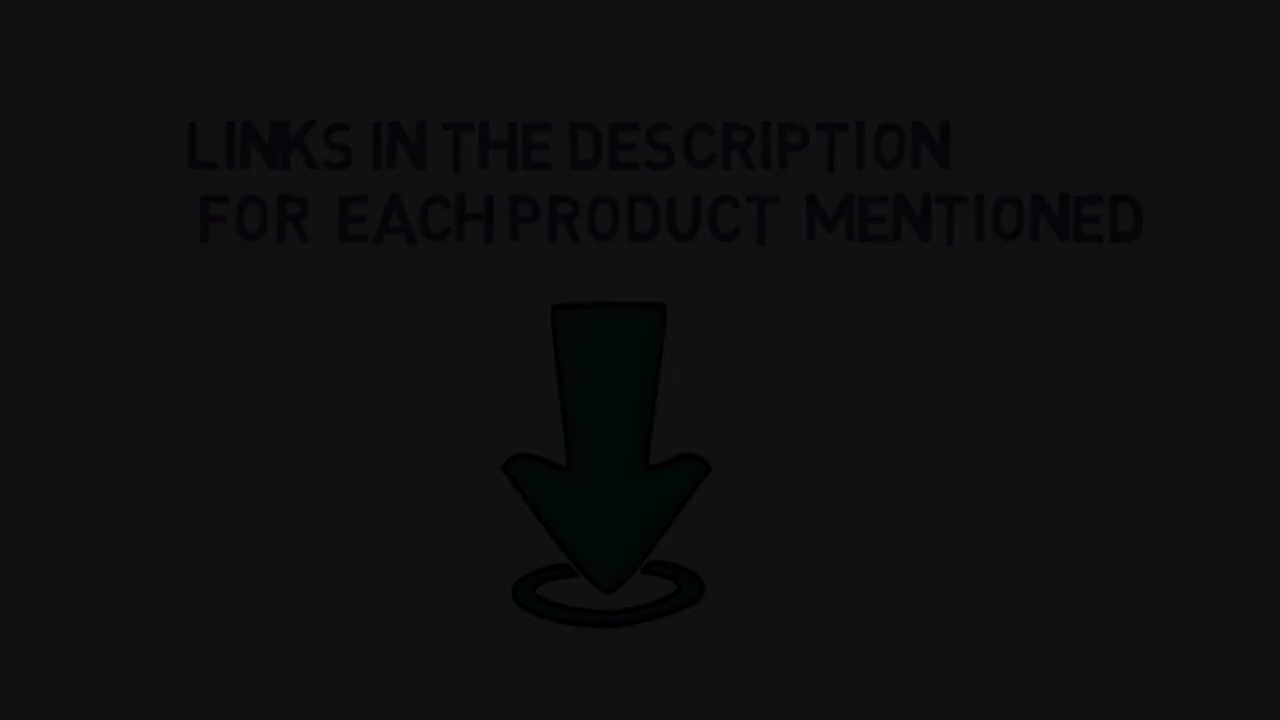 LINKS IN THE DESCRIPTION
FOR EACH PRODUCT MENTIONED